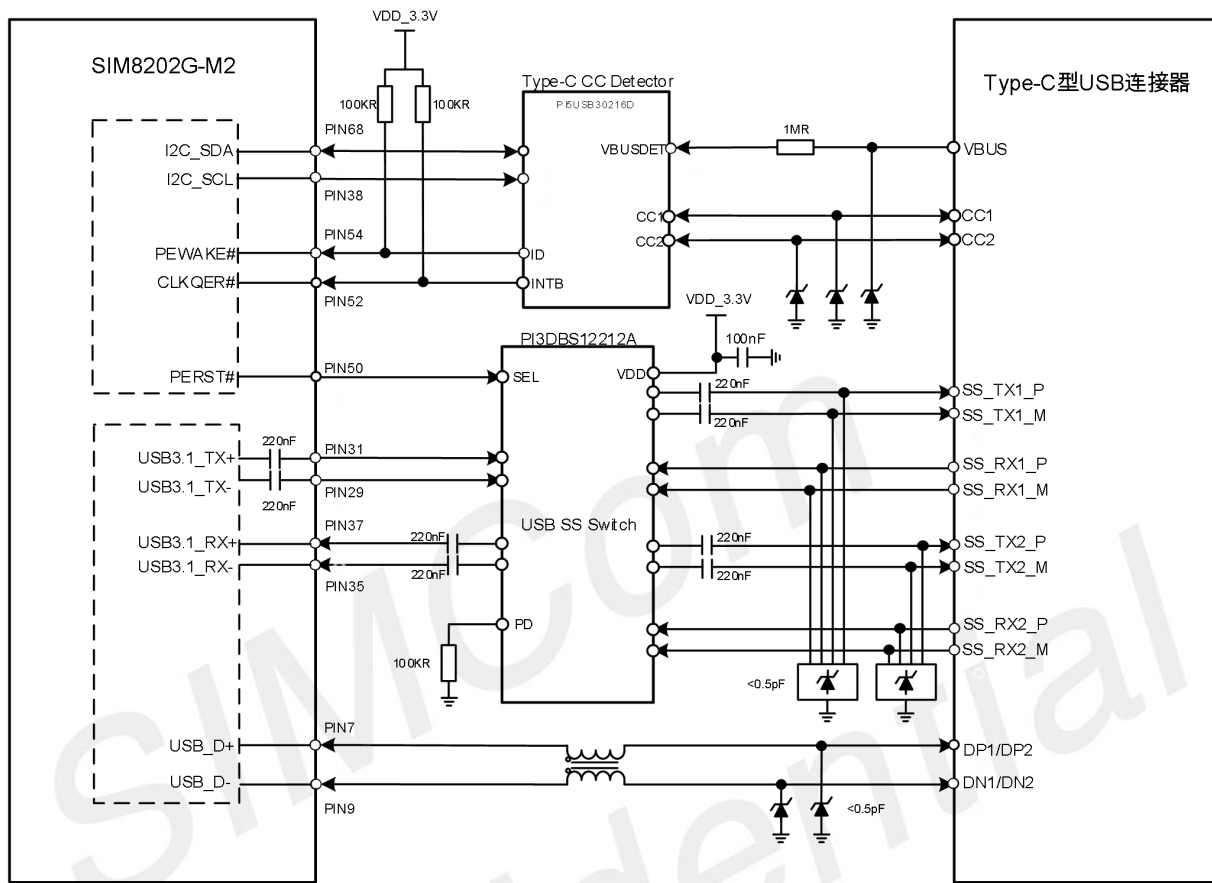 VDD_3.3V
SIM8202G-M2
Type-C CC Detector
Type-C型USB连接器
PI5USB30216D
100KR
100KR
PIN68
1MR
I2C_SDA
VBUSDET
VBUS
I2C_SCL
PIN38
CC1
CC1
PIN54
CC2
CC2
PEWAKE#
ID
CLKQER#
INTB
PIN52
VDD_3.3V
PI3DBS12212A
100nF
PIN50
PERST#
SEL
VDD
220nF
SS_TX1_P
220nF
SS_TX1_M
220nF
PIN31
USB3.1_TX+
SS_RX1_P
USB3.1_TX-
PIN29
SS_RX1_M
220nF
PIN37
USB SS Switch
USB3.1_RX+
220nF
220nF
SS_TX2_P
USB3.1_RX-
220nF
220nF
SS_TX2_M
PIN35
PD
SS_RX2_P
SS_RX2_M
100KR
<0.5pF
PIN7
USB_D+
DP1/DP2
USB_D-
DN1/DN2
PIN9
<0.5pF
SIMCom